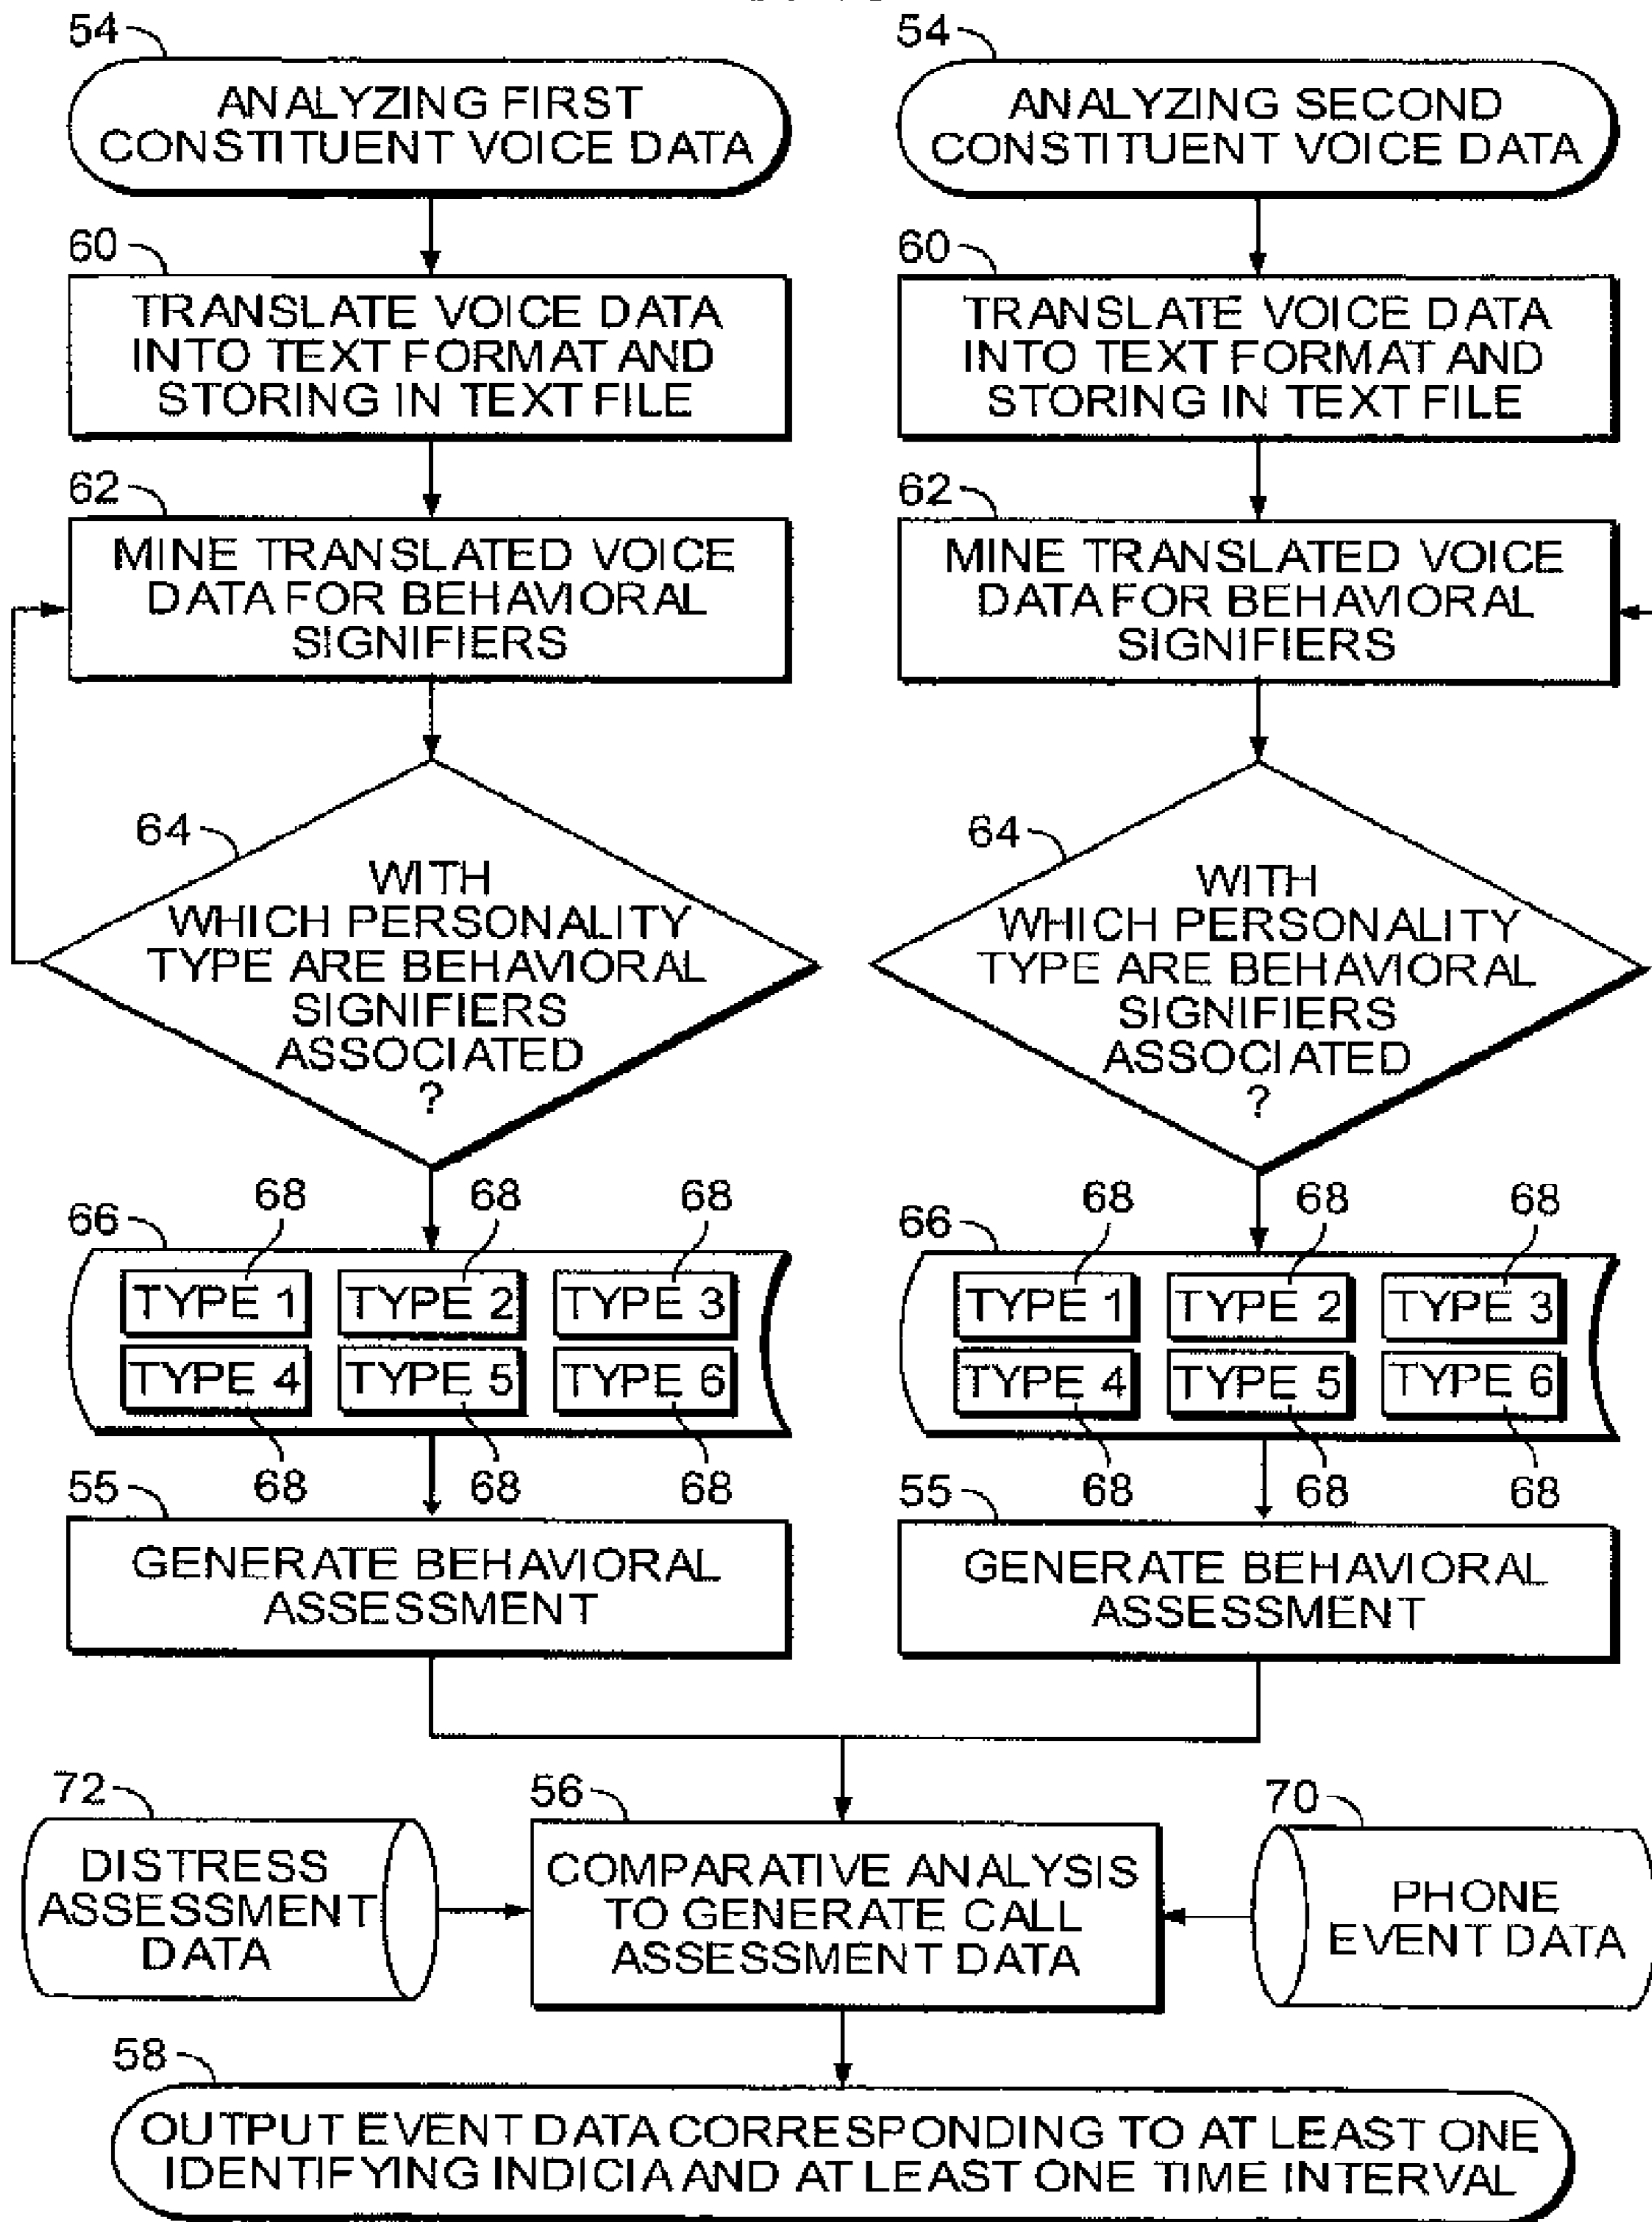 54
ANALYZING FIRST
CONSTITUENT VOICE DATA
60
TRANSLATE VOICE DATA
INTO TEXT FORMAT AND
STORING IN TEXT FILE
62
MINE TRANSLATED VOICE
DATA FOR BEHAVIORAL
SIGNIFIERS
64
WITH
WHICH PERSONALITY
TYPE ARE BEHAVIORAL
SIGNIFIERS
ASSOCIATED
?
66
68 68 68
TYPE 1 TYPE 2 TYPE 3
TYPE 4 TYPE 5 TYPE 6
68 68 68
55
GENERATE BEHAVIORAL
ASSESSMENT
54
ANALYZING SECOND
CONSTITUENT VOICE DATA
60
TRANSLATE VOICE DATA
INTO TEXT FORMAT AND
STORING IN TEXT FILE
62
MINE TRANSLATED VOICE
DATA FOR BEHAVIORAL
SIGNIFIERS
64
WITH
WHICH PERSONALITY
TYPE ARE BEHAVIORAL
SIGNIFIERS
ASSOCIATED
?
66
68 68 68
TYPE 1 TYPE 2 TYPE 3
TYPE 4 TYPE 5 TYPE 6
68 68 68
55
GENERATE BEHAVIORAL
ASSESSMENT
72
DISTRESS
ASSESSMENT
DATA
56
COMPARATIVE ANALYSIS
TO GENERATE CALL
ASSESSMENT DATA
70
PHONE
EVENT DATA
58
OUTPUT EVENT DATA CORRESPONDING TO AT LEAST ONE
IDENTIFYING INDICIA AND AT LEAST ONE TIME INTERVAL